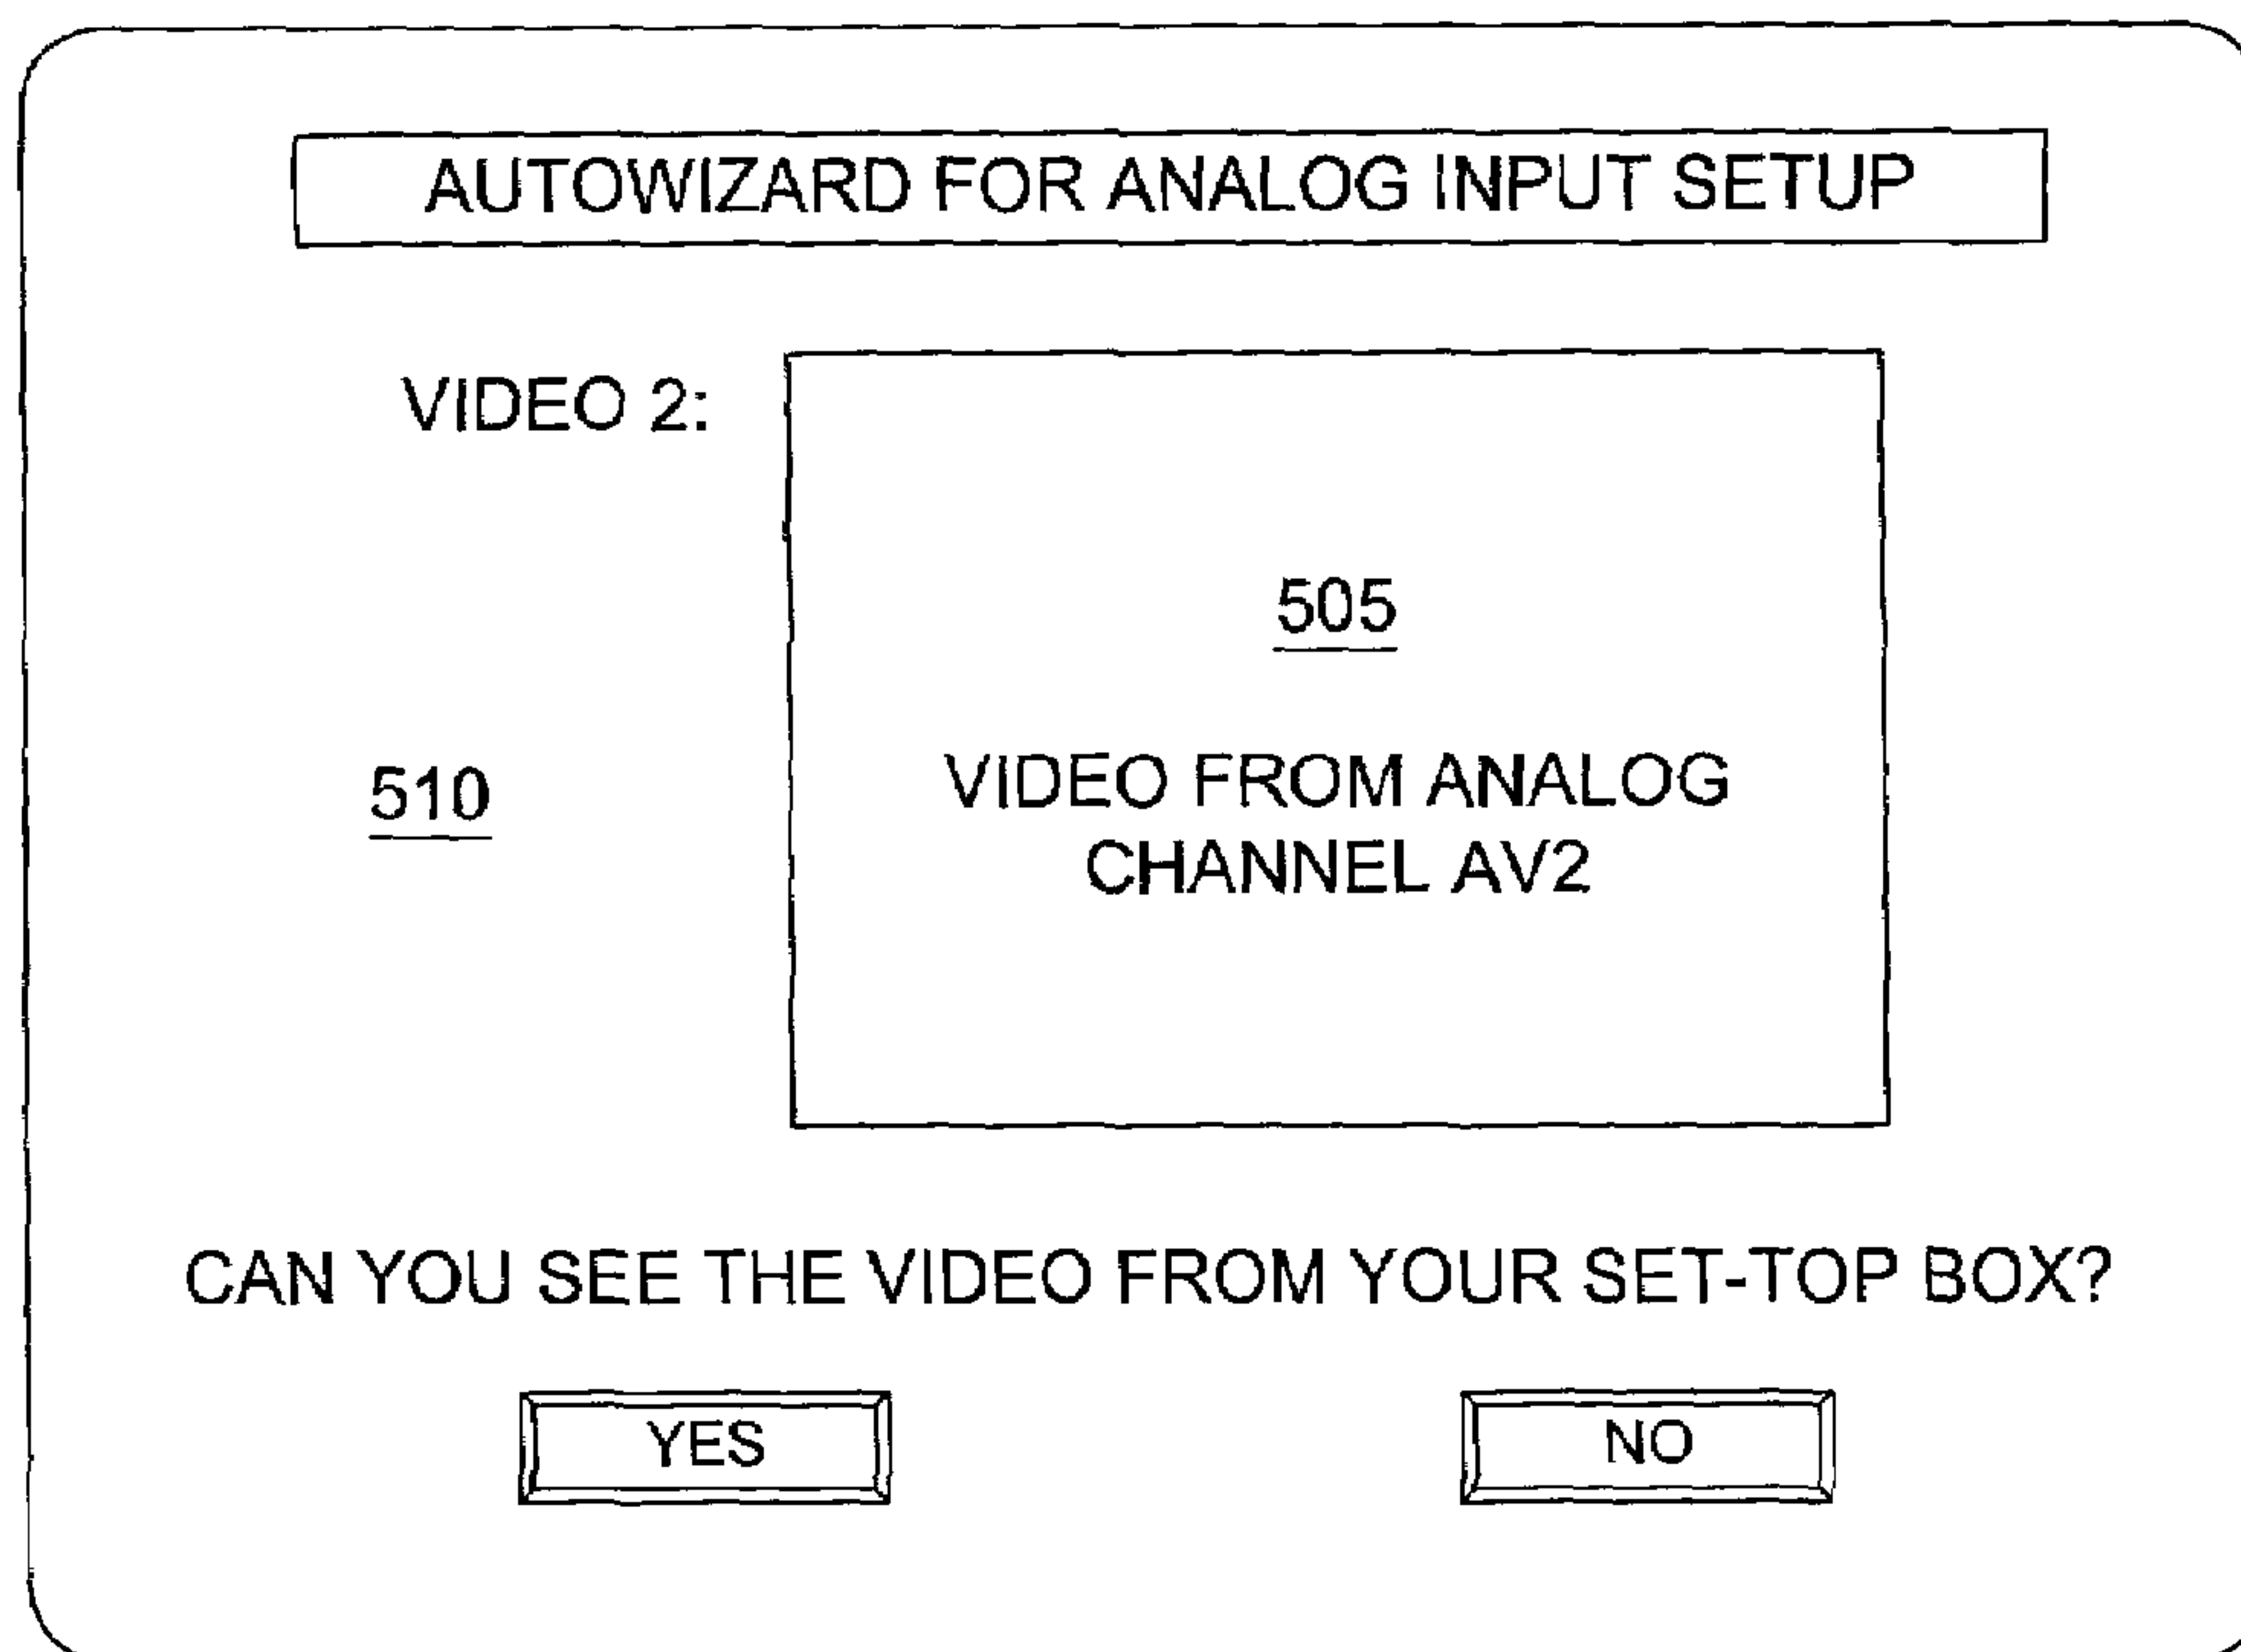 AUTOWIZARD FOR ANALOG INPUT SETUP
VIDEO 2:
505
VIDEO FROM ANALOG
CHANNEL AV2
510
CAN YOU SEE THE VIDEO FROM YOUR SET-TOP BOX?
YES
NO